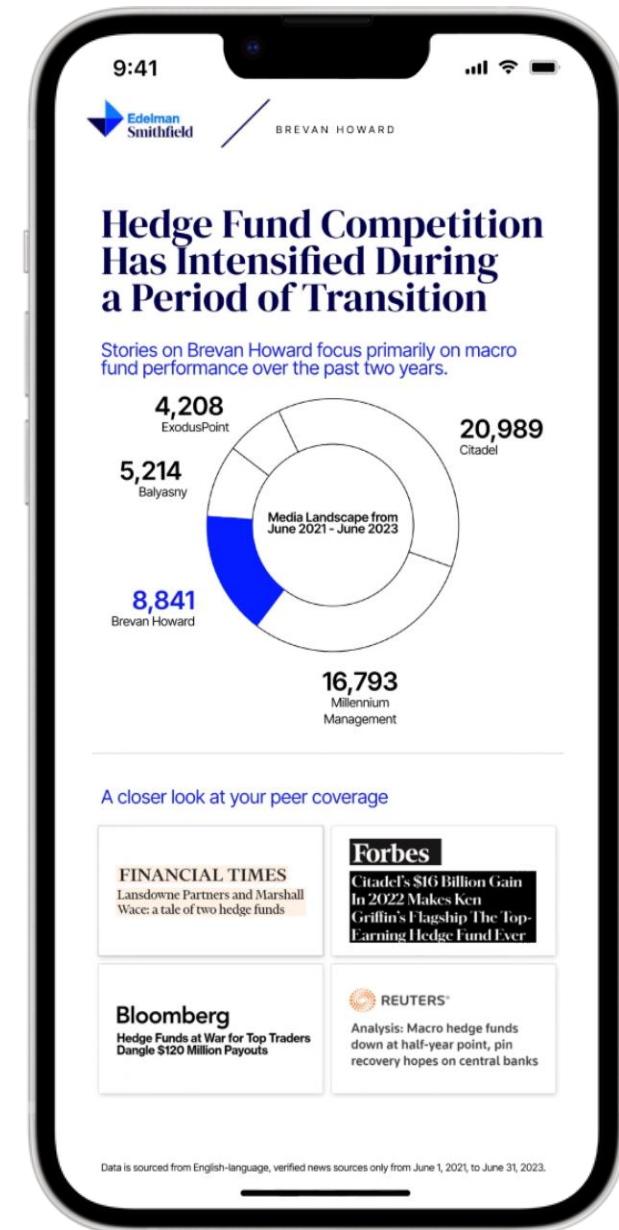 9:41
Edelman
Smithfield
BREVAN HOWARD
Hedge Fund Competition
Has Intensified During
a Period of Transition
Stories on Brevan Howard focus primarily on macro
fund performance over the past two years.
4,208
ExodusPoint
20,989
Citadel
5,214
Balyasny
Media Landscape from
June 2021 - June 2023
8,841
Brevan Howard
16,793
Millennium
Management
A closer look at your peer coverage
FINANCIAL TIMES
Lansdowne Partners and Marshall
Wace: a tale of two hedge funds
Forbes
Citadel's $16 Billion Gain
In 2022 Makes Ken
Griffin's Flagship The Top-
Earning Hedge Fund Ever
Bloomberg
Hedge Funds at War for Top Traders
Dangle $120 Million Payouts
REUTERS
Analysis: Macro hedge funds
down at half-year point, pin
recovery hopes on central banks
Data is sourced from English-language, verified news sources only from June 1, 2021, to June 31, 2023.